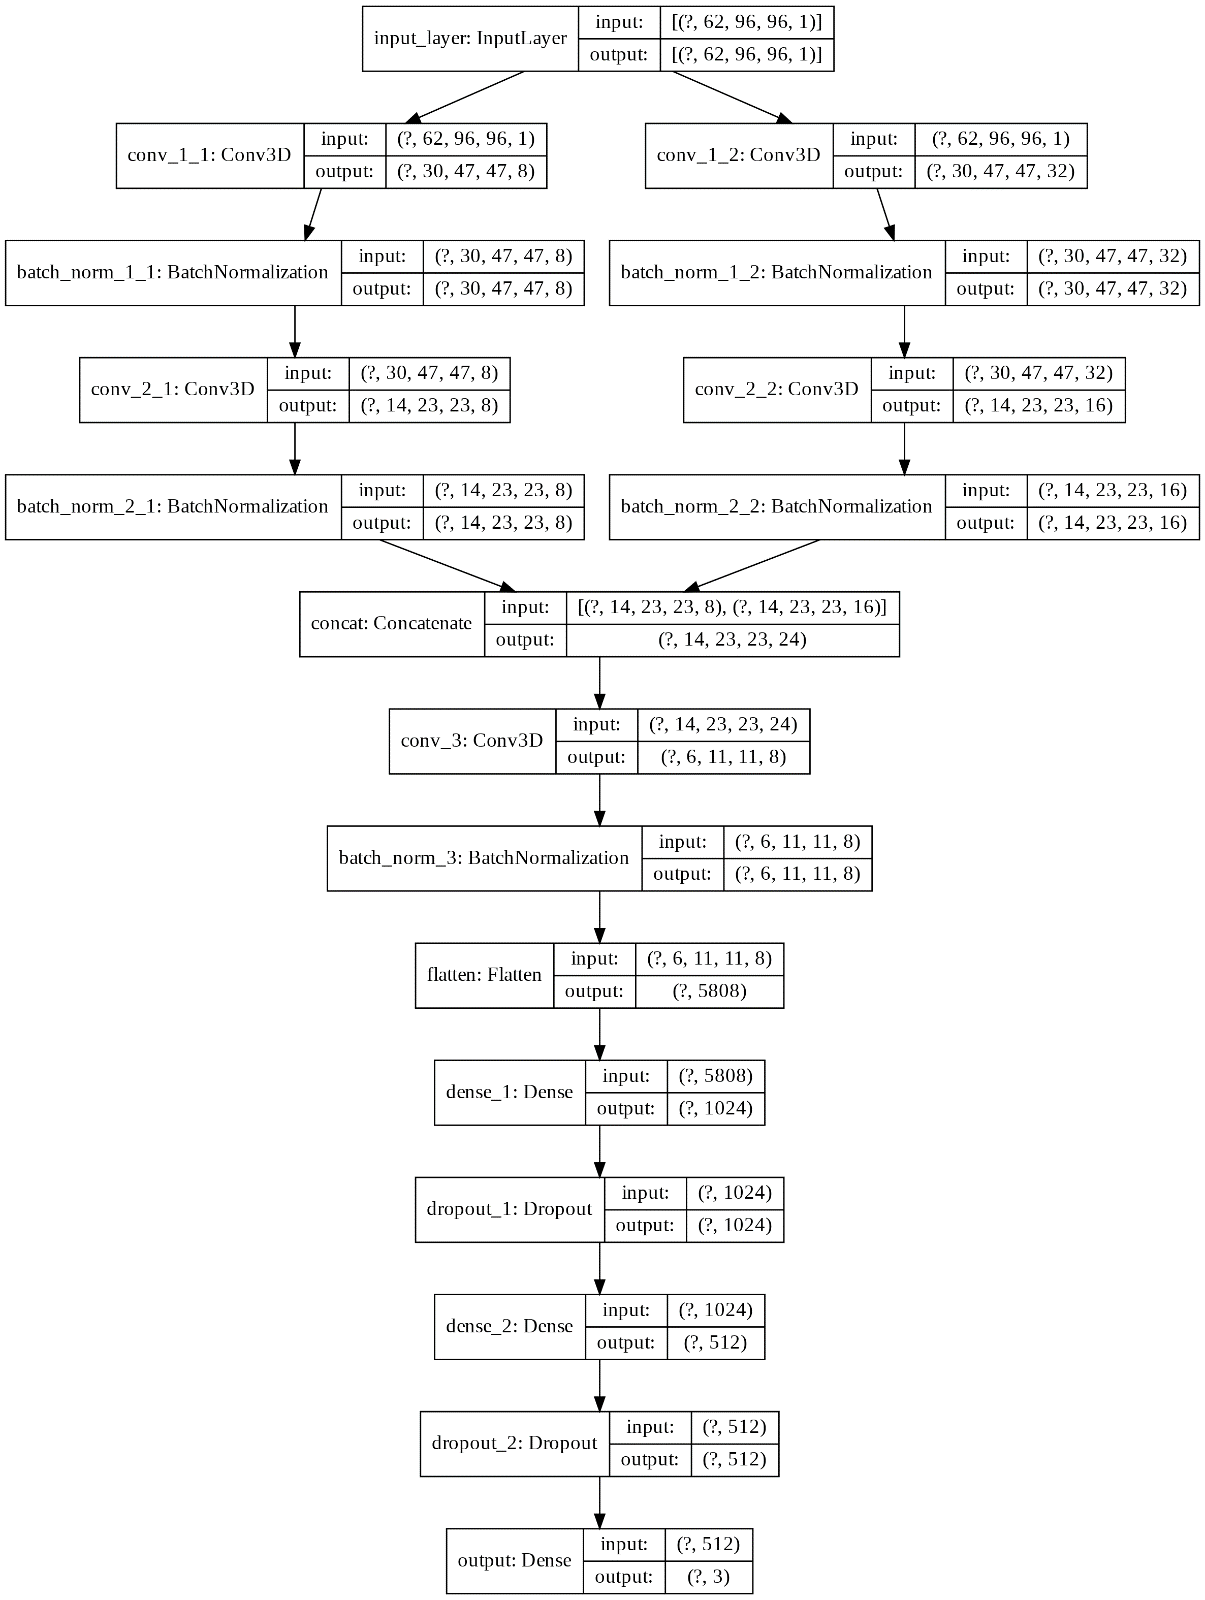 input_layer: InputLayer
input: [(?, 62, 96, 96, 1)]
output: [(?, 62, 96, 96, 1)]
conv_1_1: Conv3D
input: (?, 62, 96, 96, 1)
output: (?, 30, 47, 47, 8)
conv_1_2: Conv3D
input: (?, 62, 96, 96, 1)
output: (?, 30, 47, 47, 32)
batch_norm_1_1: BatchNormalization
input: (?, 30, 47, 47, 8)
output: (?, 30, 47, 47, 8)
batch_norm_1_2: BatchNormalization
input: (?, 30, 47, 47, 32)
output: (?, 30, 47, 47, 32)
conv_2_1: Conv3D
input: (?, 30, 47, 47, 8)
output: (?, 14, 23, 23, 8)
conv_2_2: Conv3D
input: (?, 30, 47, 47, 32)
output: (?, 14, 23, 23, 16)
batch_norm_2_1: BatchNormalization
input: (?, 14, 23, 23, 8)
output: (?, 14, 23, 23, 8)
batch_norm_2_2: BatchNormalization
input: (?, 14, 23, 23, 16)
output: (?, 14, 23, 23, 16)
concat: Concatenate
input: [(?, 14, 23, 23, 8), (?, 14, 23, 23, 16)]
output: (?, 14, 23, 23, 24)
conv_3: Conv3D
input: (?, 14, 23, 23, 24)
output: (?, 6, 11, 11, 8)
batch_norm_3: BatchNormalization
input: (?, 6, 11, 11, 8)
output: (?, 6, 11, 11, 8)
flatten: Flatten
input: (?, 6, 11, 11, 8)
output: (?, 5808)
dense_1: Dense
input: (?, 5808)
output: (?, 1024)
dropout_1: Dropout
input: (?, 1024)
output: (?, 1024)
dense_2: Dense
input: (?, 1024)
output: (?, 512)
dropout_2: Dropout
input: (?, 512)
output: (?, 512)
output: Dense
input: (?, 512)
output: (?, 3)